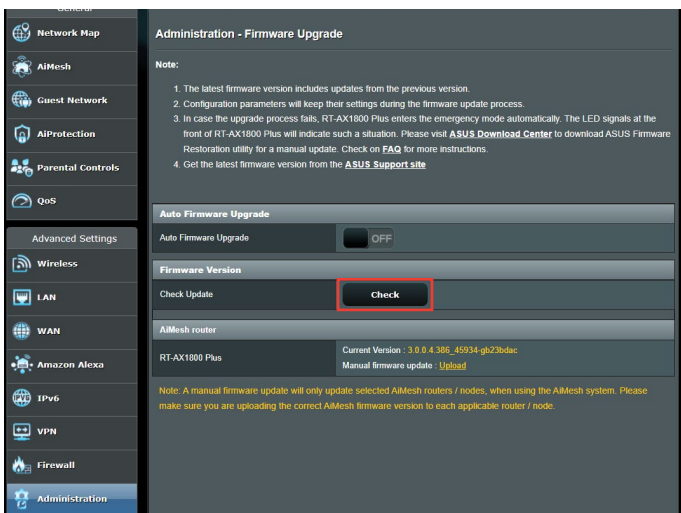 General
Network Map
AiMesh
Guest Network
AiProtection
Parental Controls
QoS
Advanced Settings
Wireless
LAN
WAN
Amazon Alexa
IPv6
VPN
Firewall
Administration
Administration - Firmware Upgrade
Note:
1. The latest firmware version includes updates from the previous version.
2. Configuration parameters will keep their settings during the firmware update process.
3. In case the upgrade process fails, RT-AX1800 Plus enters the emergency mode automatically. The LED signals at the
front of RT-AX1800 Plus will indicate such a situation. Please visit ASUS Download Center to download ASUS Firmware
Restoration utility for a manual update. Check on FAQ for more instructions.
4. Get the latest firmware version from the ASUS Support site
Auto Firmware Upgrade
Auto Firmware Upgrade OFF
Firmware Version
Check Update Check
AiMesh router
RT-AX1800 Plus
Current Version : 3.0.0.4.386_45934-gb23bdac
Manual firmware update : Upload
Note: A manual firmware update will only update selected AiMesh routers / nodes, when using the AiMesh system. Please
make sure you are uploading the correct AiMesh firmware version to each applicable router / node.